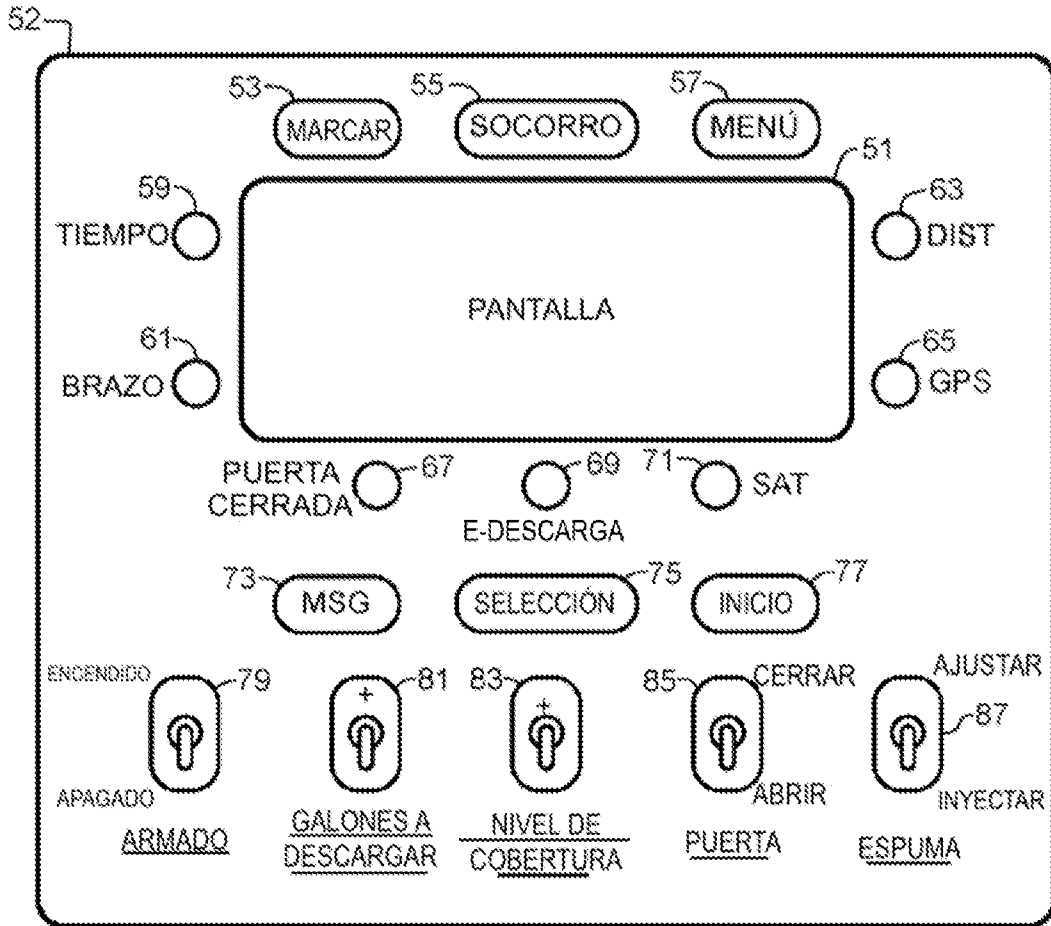 52
53 55 57
MARCAR SOCORRO MENÚ
51
59 63
TIEMPO DIST
PANTALLA
61 65
BRAZO GPS
PUERTA
CERRADA
67 69 71 SAT
E-DESCARGA
73 75 77
MSG SELECCIÓN INICIO
ENCENDIDO
79
APAGADO
ARMADO
+
81
GALONES A
DESCARGAR
83
+
NIVEL DE
COBERTURA
85
CERRAR
ABRIR
PUERTA
AJUSTAR
87
INYECTAR
ESPUMA